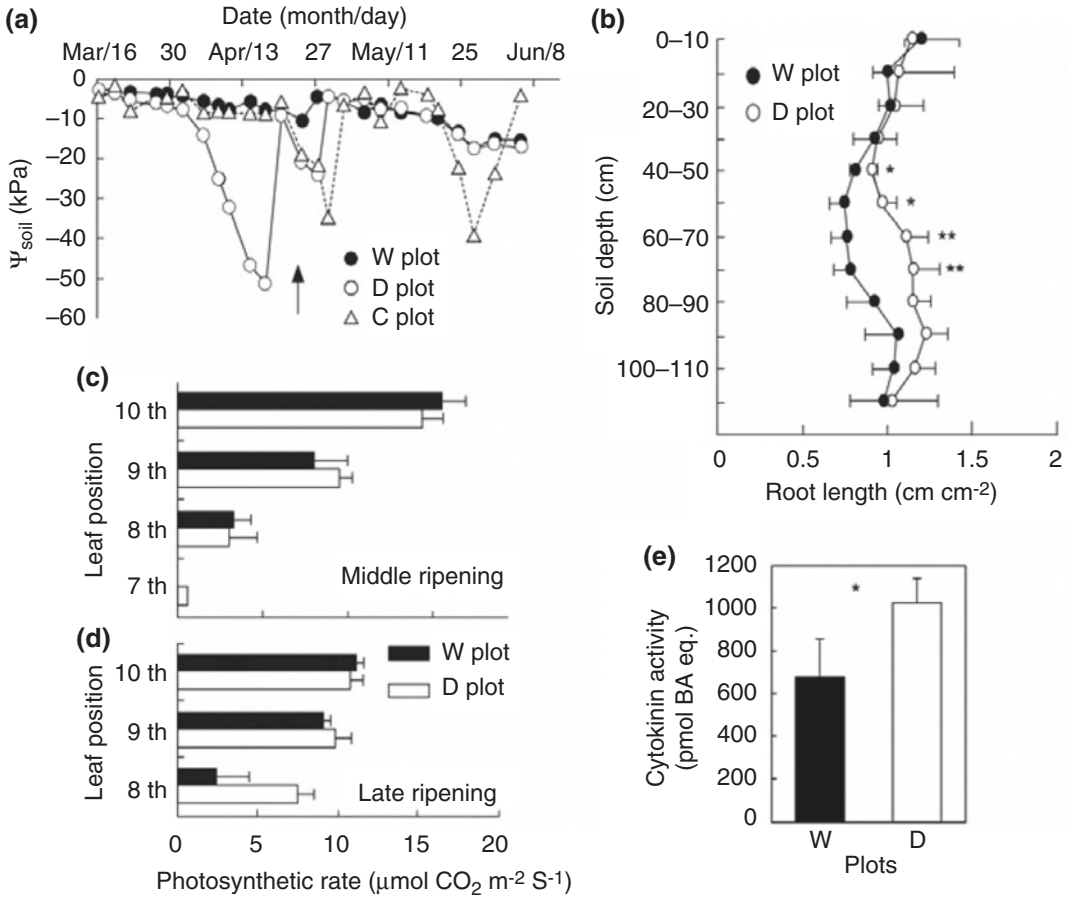 (a)
Date (month/day)
Mar/16 30 Apr/13 27 May/11 25 Jun/8
0
−10
−20
−30
−40
−50
−60
Ψsoil (kPa)
W plot
D plot
C plot
(b)
W plot
D plot
0–10
20–30
40–50
60–70
80–90
100–110
Soil depth (cm)
*
*
**
**
0 0.5 1 1.5 2
Root length (cm cm-2)
(c)
10 th
9 th
8 th
7 th
Leaf position
Middle ripening
(d)
10 th
9 th
8 th
Leaf position
W plot
D plot
Late ripening
0 5 10 15 20
Photosynthetic rate (μmol CO2 m-2 S-1)
(e)
1200
1000
800
600
400
200
0
Cytokinin activity
(pmol BA eq.)
*
W D
Plots